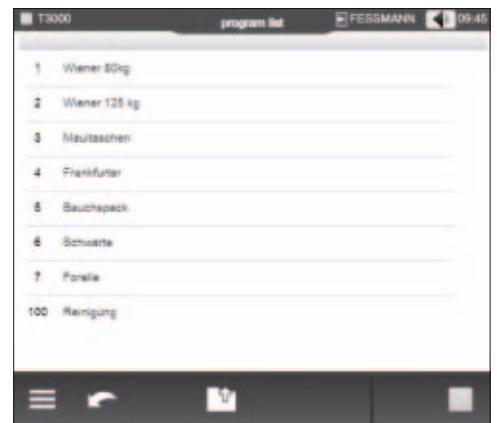 T3000 program list FESSMANN 09:45
1 Wiener 80kg
2 Wiener 125 kg
3 Maultaschen
4 Frankfurter
5 Bauchspeck
6 Schwarte
7 Forelle
100 Reinigung